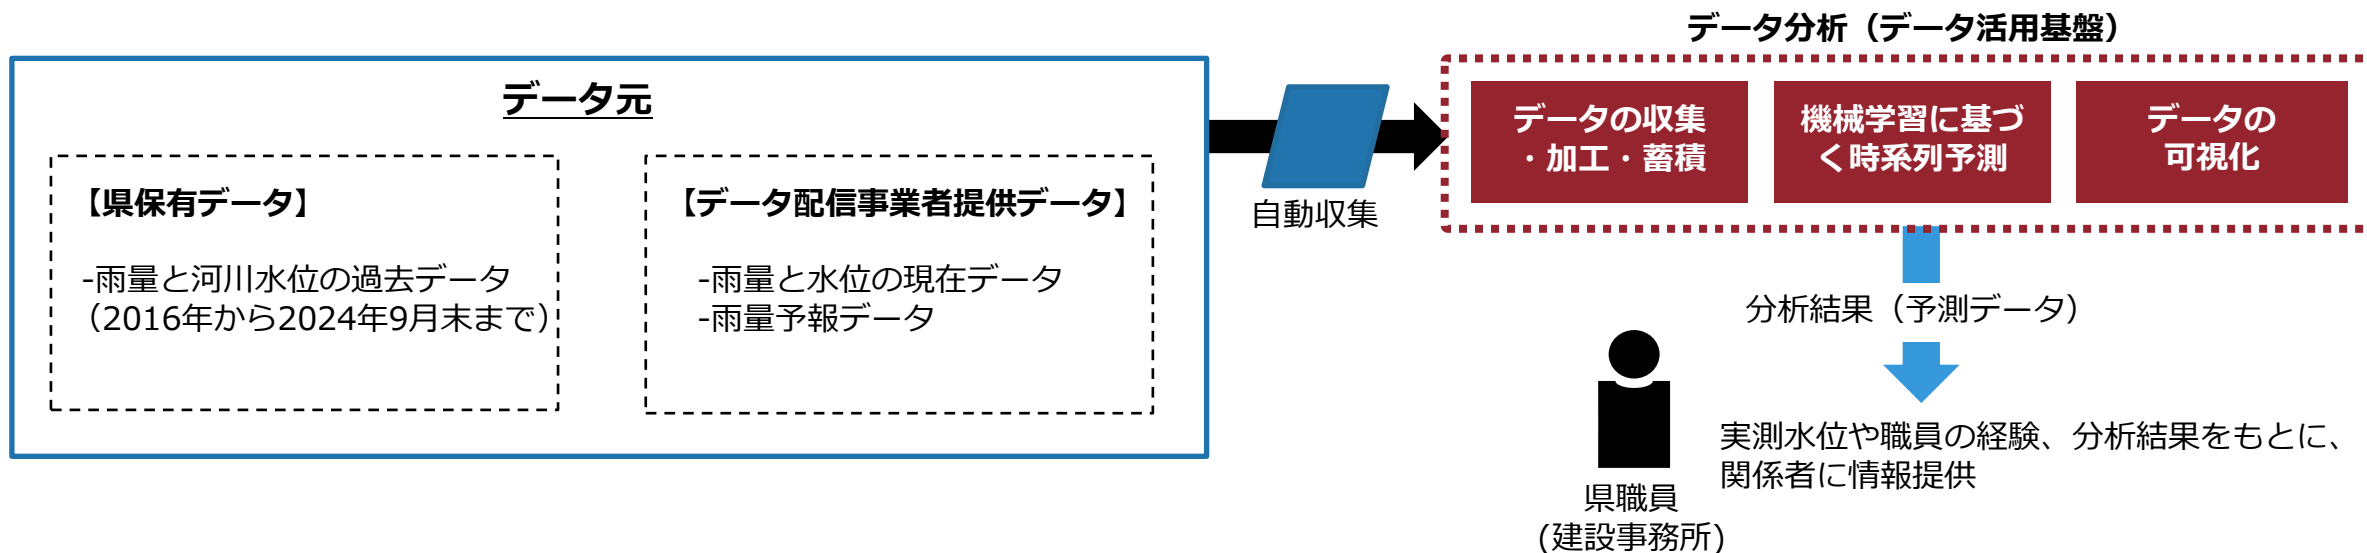 データ分析（データ活用基盤）
データ元
【県保有データ】
-雨量と河川水位の過去データ
（2016年から2024年9月末まで）
【データ配信事業者提供データ】
-雨量と水位の現在データ
-雨量予報データ
自動収集
データの収集
・加工・蓄積
機械学習に基づ
く時系列予測
データの
可視化
分析結果（予測データ）
実測水位や職員の経験、分析結果をもとに、
関係者に情報提供
県職員
(建設事務所)